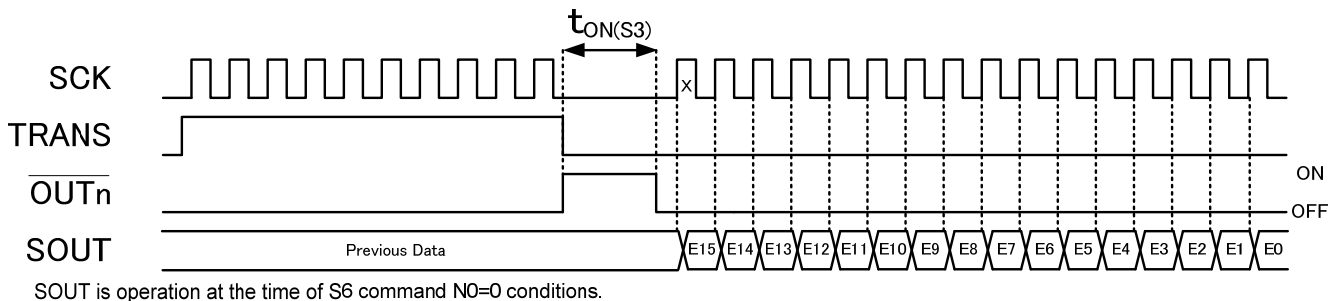 tON(S3)
SCK
X
TRANS
OUTn
ON
OFF
SOUT
Previous Data
E15 E14 E13 E12 E11 E10 E9 E8 E7 E6 E5 E4 E3 E2 E1 E0
SOUT is operation at the time of S6 command N0=0 conditions.